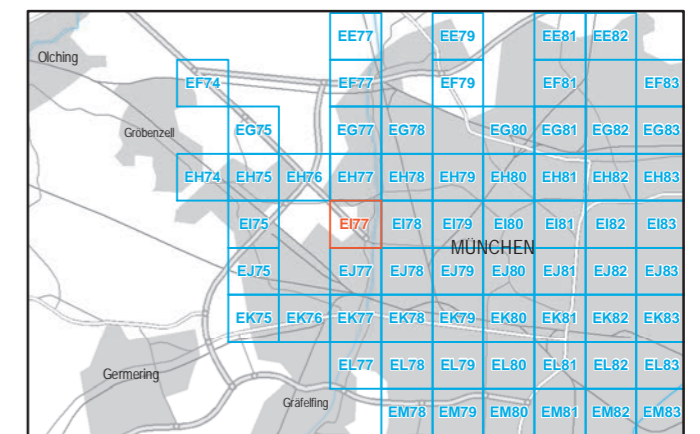 EE77 EE79 EE81 EE82
Olching
EF74 EF77 EF79 EF81 EF83
Gröbenzell
EG75 EG77 EG78 EG80 EG81 EG82 EG83
EH74 EH75 EH76 EH77 EH78 EH79 EH80 EH81 EH82 EH83
EI75 EI77 EI78 EI79 EI80 EI81 EI82 EI83
MÜNCHEN
EJ75 EJ77 EJ78 EJ79 EJ80 EJ81 EJ82 EJ83
EK75 EK76 EK77 EK78 EK79 EK80 EK81 EK82 EK83
EL77 EL78 EL79 EL80 EL81 EL82 EL83
Germering
Gräfelfing
EM78 EM79 EM80 EM81 EM82 EM83